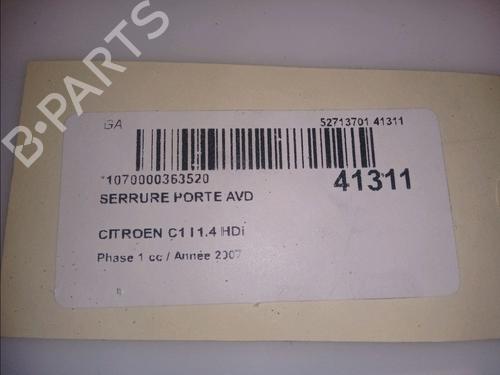 B-PARTS
GA
52713701 41311
*1070000363520
41311
SERRURE PORTE AVD
CITROEN C1 I 1.4 HDi
Phase 1 cc / Année 2007